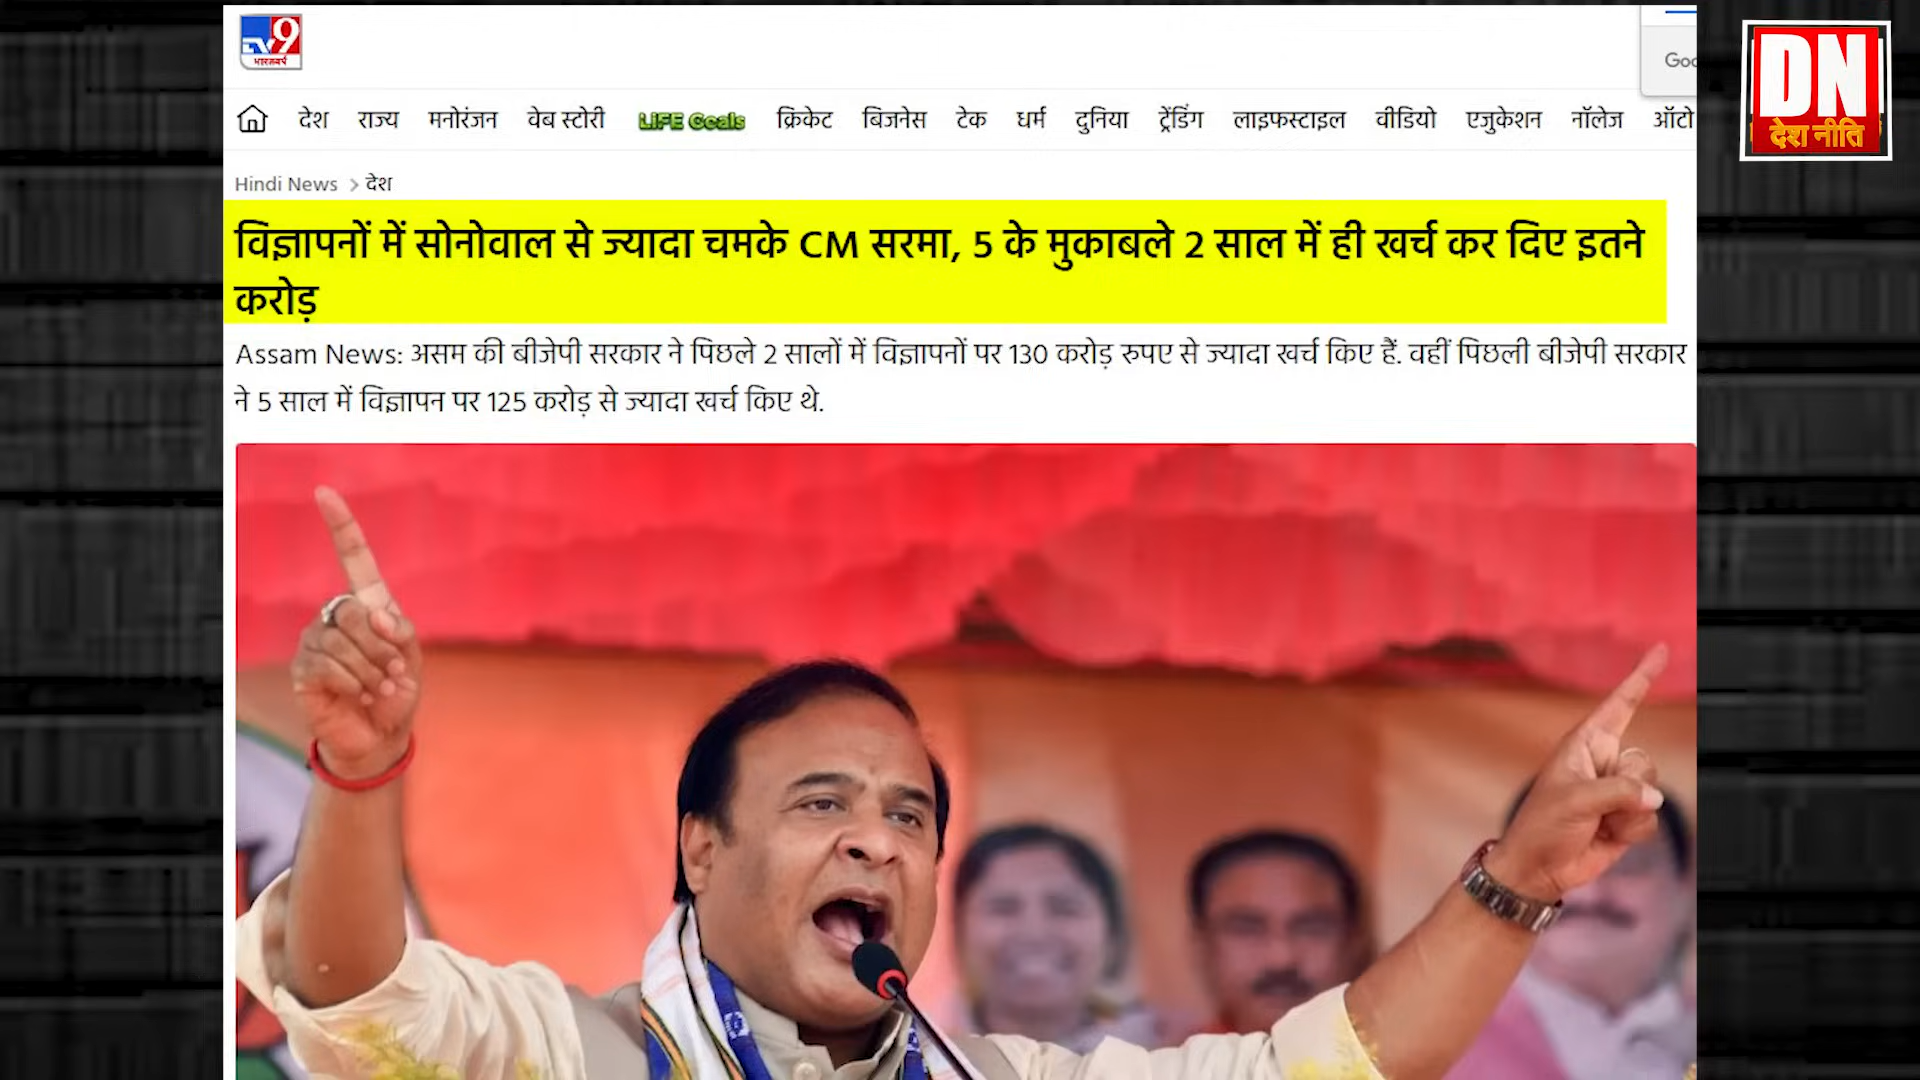 TV9
भारतवर्ष
Goo
DN
देश नीति
देश राज्य मनोरंजन वेब स्टोरी LIFE Goals क्रिकेट बिजनेस टेक धर्म दुनिया ट्रेंडिंग लाइफस्टाइल वीडियो एजुकेशन नॉलेज ऑटो
Hindi News > देश
विज्ञापनों में सोनोवाल से ज्यादा चमके CM सरमा, 5 के मुकाबले 2 साल में ही खर्च कर दिए इतने
करोड़
Assam News: असम की बीजेपी सरकार ने पिछले 2 सालों में विज्ञापनों पर 130 करोड़ रुपए से ज्यादा खर्च किए हैं. वहीं पिछली बीजेपी सरकार
ने 5 साल में विज्ञापन पर 125 करोड़ से ज्यादा खर्च किए थे.